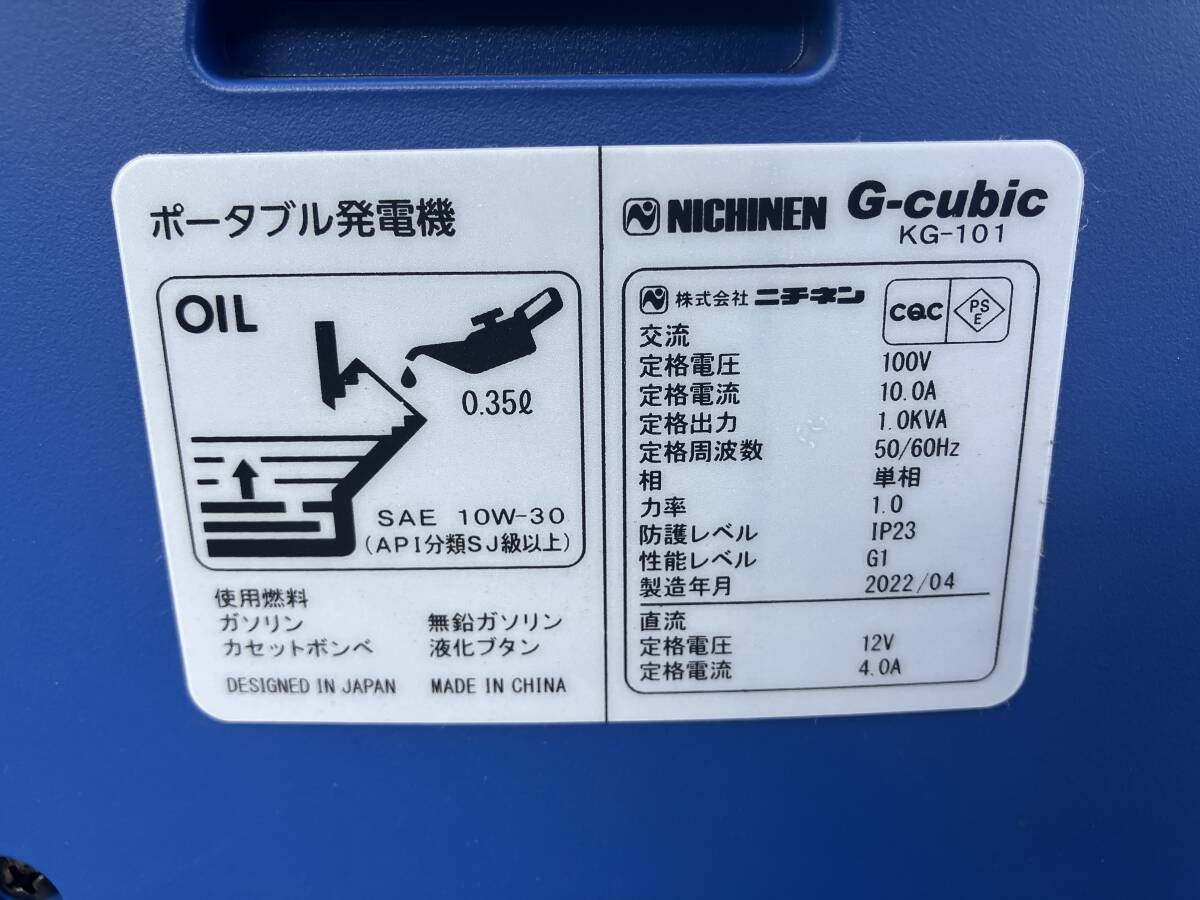 ポータブル発電機
OIL
0.35ℓ
SAE 10W-30
(API分類SJ級以上)
使用燃料
ガソリン 無鉛ガソリン
カセットボンベ 液化ブタン
DESIGNED IN JAPAN MADE IN CHINA
NICHINEN G-cubic
KG-101
株式会社 ニチネン
CQC PS E
交流
定格電圧 100V
定格電流 10.0A
定格出力 1.0KVA
定格周波数 50/60Hz
相 単相
力率 1.0
防護レベル IP23
性能レベル G1
製造年月 2022/04
直流
定格電圧 12V
定格電流 4.0A